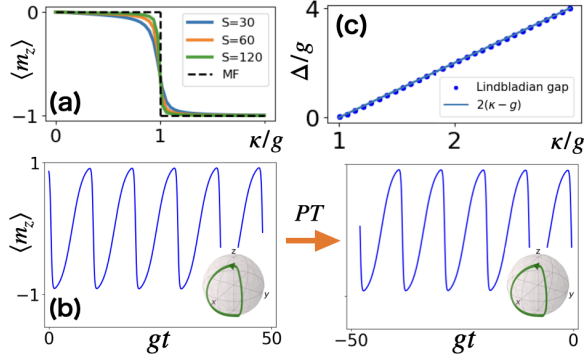 ⟨m_z⟩
0
−1
S=30
S=60
S=120
MF
(a)
0
1
κ/g
Δ/g
4
0
(c)
Lindbladian gap
2(κ − g)
1
2
κ/g
⟨m_z⟩
1
−1
(b)
z
x
y
0
gt
50
PT
z
x
y
−50
gt
0